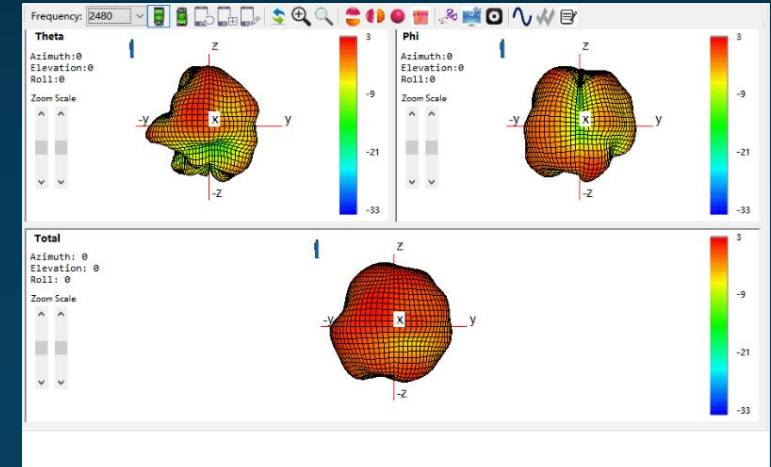 Frequency: 2480
Theta
Azimuth:0
Elevation:0
Roll:0
Zoom Scale
z
-y
x
y
-z
3
-9
-21
-33
Phi
Azimuth:0
Elevation:0
Roll:0
Zoom Scale
z
-y
x
y
-z
3
-9
-21
-33
Total
Azimuth: 0
Elevation: 0
Roll: 0
Zoom Scale
z
-y
x
y
-z
3
-9
-21
-33